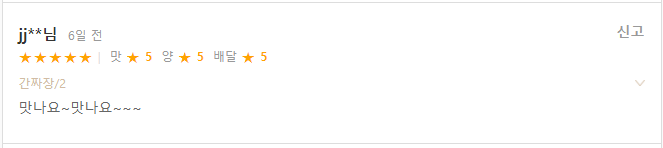 jj**님 6일 전 신고
★★★★★ | 맛 ★ 5 양 ★ 5 배달 ★ 5
간짜장/2
맛나요~맛나요~~~